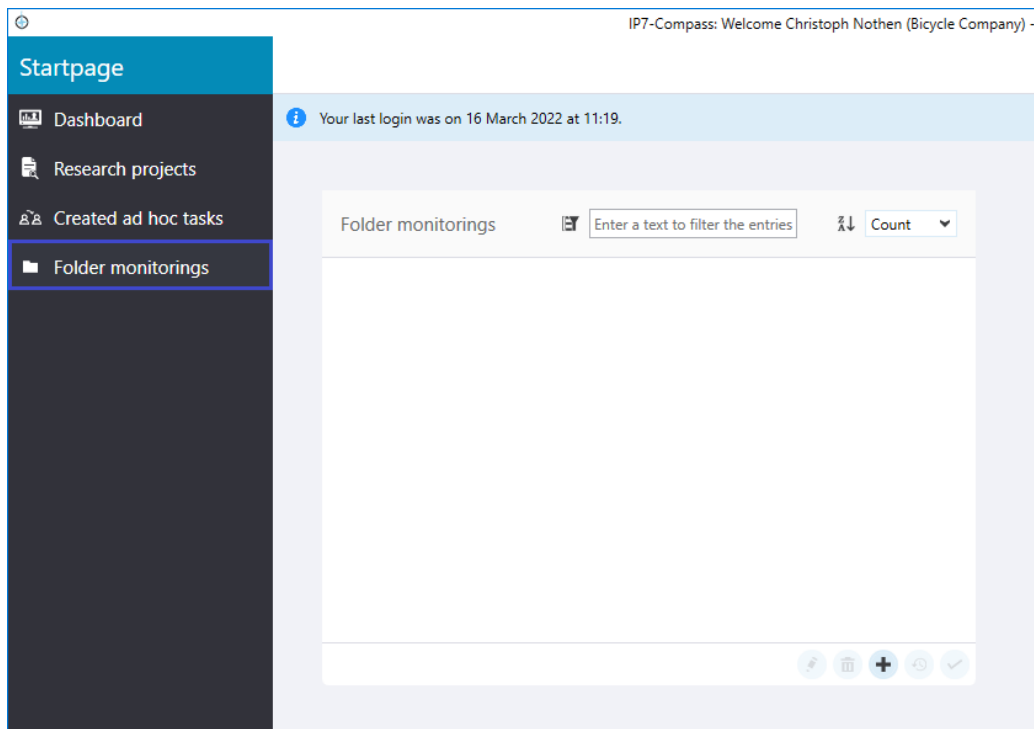 IP7-Compass: Welcome Christoph Nothen (Bicycle Company) -
Startpage
Dashboard
Research projects
Created ad hoc tasks
Folder monitorings
Your last login was on 16 March 2022 at 11:19.
Folder monitorings
Enter a text to filter the entries
Count